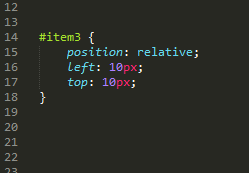 12
13
14 #item3 {
15 position: relative;
16 left: 10px;
17 top: 10px;
18 }
19
20
21
22
23